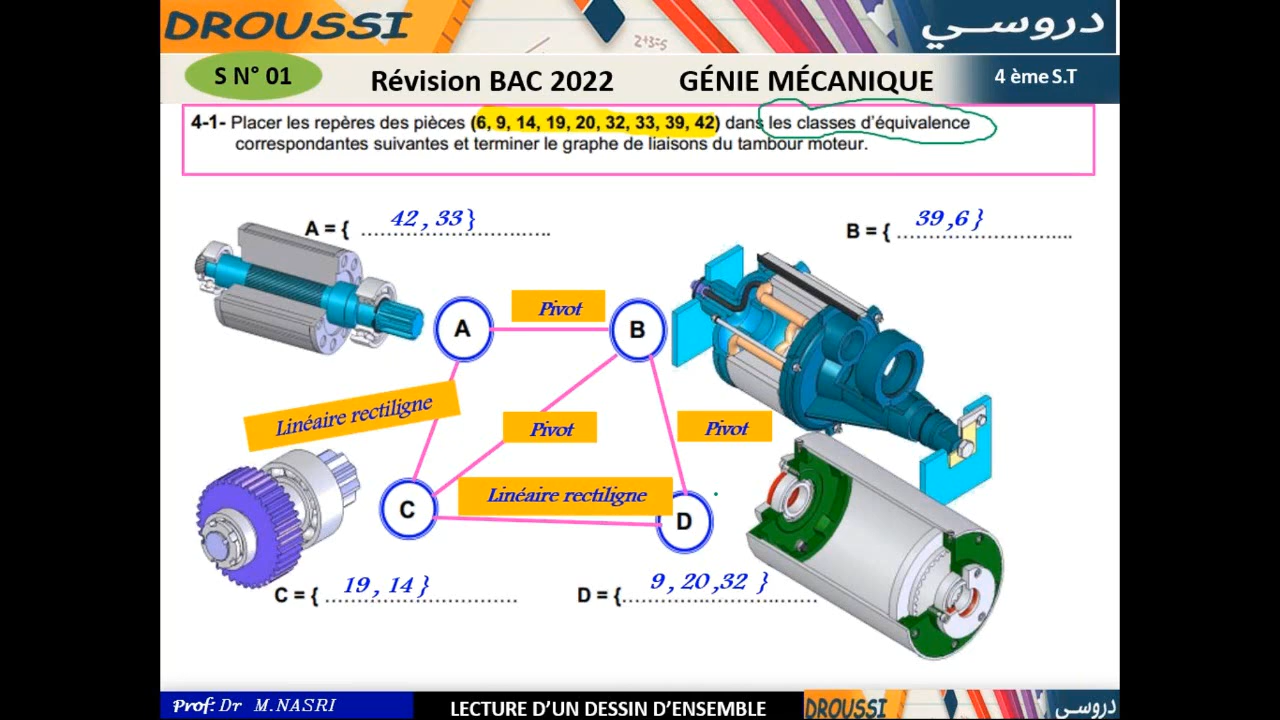 DROUSSI
2+3=5
دروسي
S N° 01
Révision BAC 2022 GÉNIE MÉCANIQUE
4 ème S.T
4-1- Placer les repères des pièces (6, 9, 14, 19, 20, 32, 33, 39, 42) dans les classes d'équivalence
correspondantes suivantes et terminer le graphe de liaisons du tambour moteur.
A = { 42 , 33 }
B = { 39 ,6 }
Pivot
A
B
Linéaire rectiligne
Pivot
Pivot
Linéaire rectiligne
C
D
C = { 19 , 14 }
D = { 9 , 20 ,32 }
Prof: Dr M.NASRI
LECTURE D'UN DESSIN D'ENSEMBLE
DROUSSI
دروسي